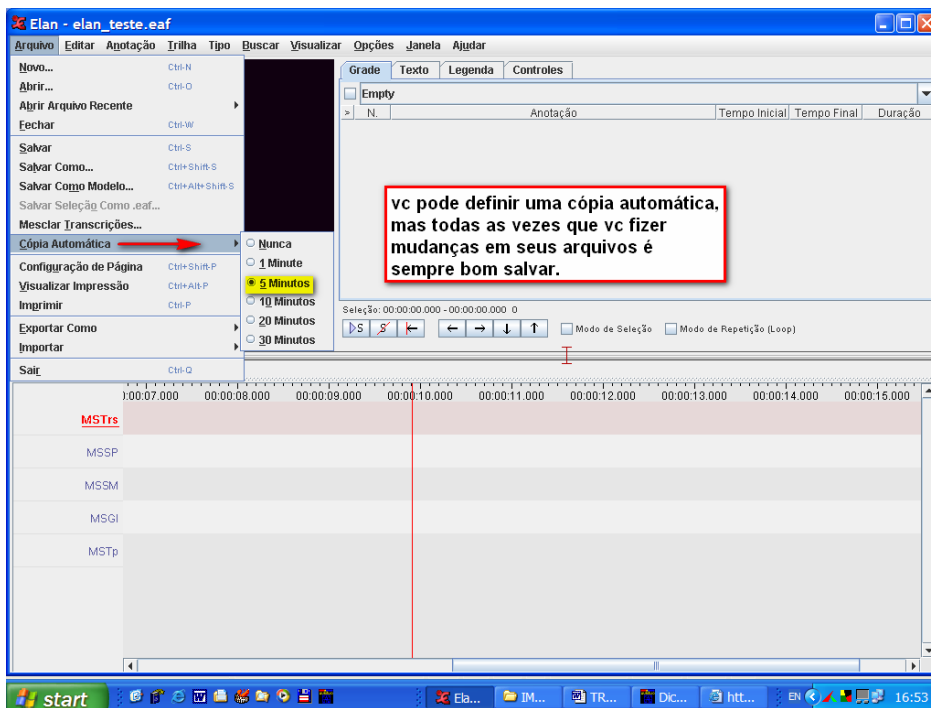 Elan - elan_teste.eaf
Arquivo Editar Anotação Trilha Tipo Buscar Visualizar Opções Janela Ajudar
Novo... Ctrl-N
Abrir... Ctrl-O
Abrir Arquivo Recente
Fechar Ctrl-W
Salvar Ctrl-S
Salvar Como... Ctrl+Shift-S
Salvar Como Modelo... Ctrl+Alt+Shift-S
Salvar Seleção Como .eaf...
Mesclar Transcrições...
Cópia Automática
Configuração de Página Ctrl+Shift-P
Visualizar Impressão Ctrl+Alt-P
Imprimir Ctrl-P
Exportar Como
Importar
Sair Ctrl-Q
Nunca
1 Minute
5 Minutos
10 Minutos
20 Minutos
30 Minutos
Grade Texto Legenda Controles
Empty
> N. Anotação Tempo Inicial Tempo Final Duração
vc pode definir uma cópia automática,
mas todas as vezes que vc fizer
mudanças em seus arquivos é
sempre bom salvar.
Seleção: 00:00:00.000 - 00:00:00.000 0
S S Modo de Seleção Modo de Repetição (Loop)
):00:07.000 00:00:08.000 00:00:09.000 00:00:10.000 00:00:11.000 00:00:12.000 00:00:13.000 00:00:14.000 00:00:15.000
MSTrs
MSSP
MSSM
MSGl
MSTp
start Ela... IM... TR... Dic... htt... EN 16:53